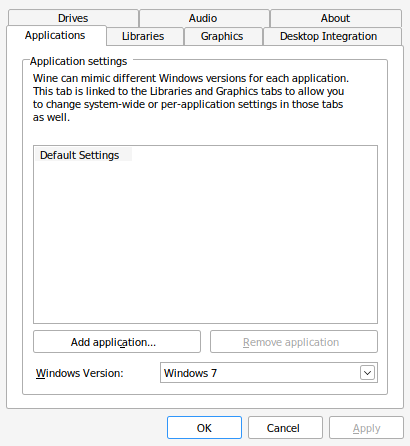 Drives Audio About
Applications Libraries Graphics Desktop Integration
Application settings
Wine can mimic different Windows versions for each application.
This tab is linked to the Libraries and Graphics tabs to allow you
to change system-wide or per-application settings in those tabs
as well.
Default Settings
Add application... Remove application
Windows Version: Windows 7
OK Cancel Apply